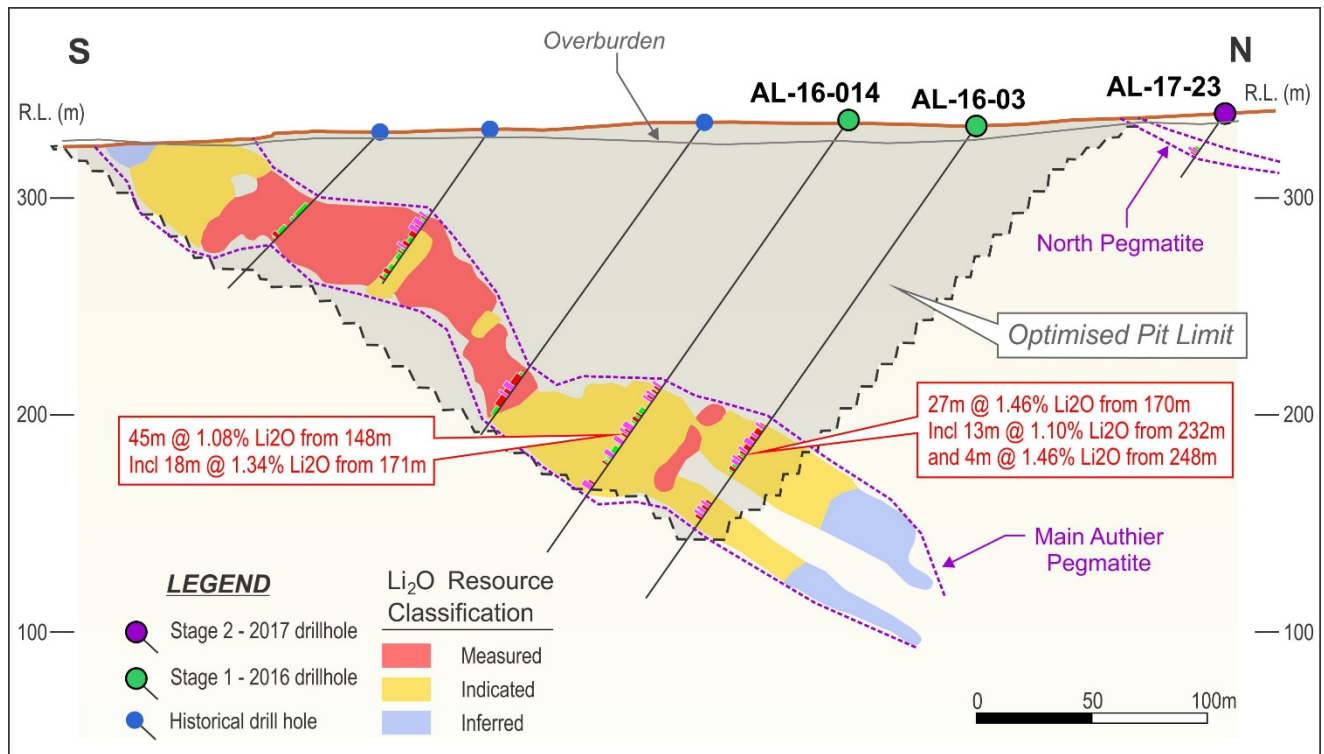 S
Overburden
N
AL-16-014
AL-16-03
AL-17-23
R.L. (m)
R.L. (m)
300
300
North Pegmatite
Optimised Pit Limit
200
200
45m @ 1.08% Li2O from 148m
Incl 18m @ 1.34% Li2O from 171m
27m @ 1.46% Li2O from 170m
Incl 13m @ 1.10% Li2O from 232m
and 4m @ 1.46% Li2O from 248m
Main Authier
Pegmatite
100
100
LEGEND
Stage 2 - 2017 drillhole
Stage 1 - 2016 drillhole
Historical drill hole
Li₂O Resource
Classification
Measured
Indicated
Inferred
0 50 100m